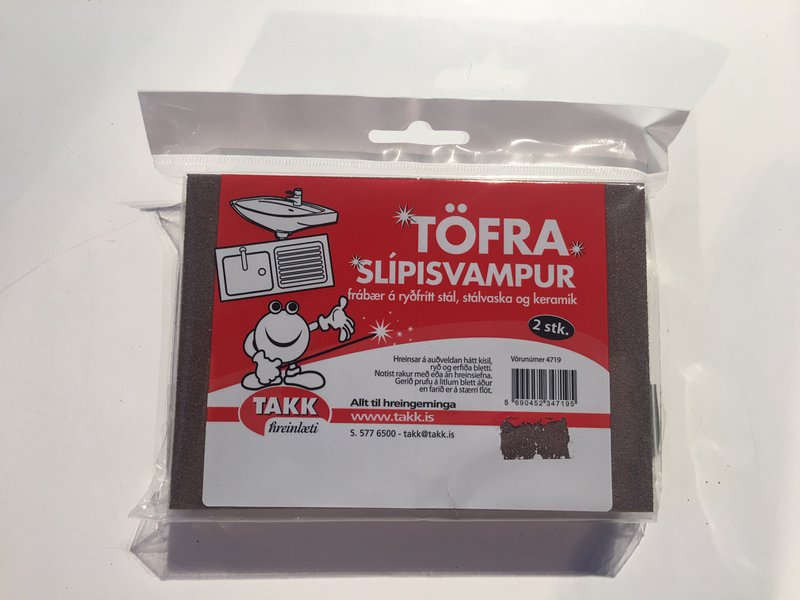 TÖFRA
SLÍPISVAMPUR
frábær á ryðfrítt stál, stálvaska og keramik
2 stk.
Hreinsar á auðveldan hátt kísil,
ryð og erfiða bletti.
Notist rakur með eða án hreinsiefna.
Gerið prufu á litlum blett áður
en farið er á stærri flöt.
Vörunúmer 4719
5 690452 347195
TAKK
hreinlæti
Allt til hreingerninga
www.takk.is
S. 577 6500 - takk@takk.is